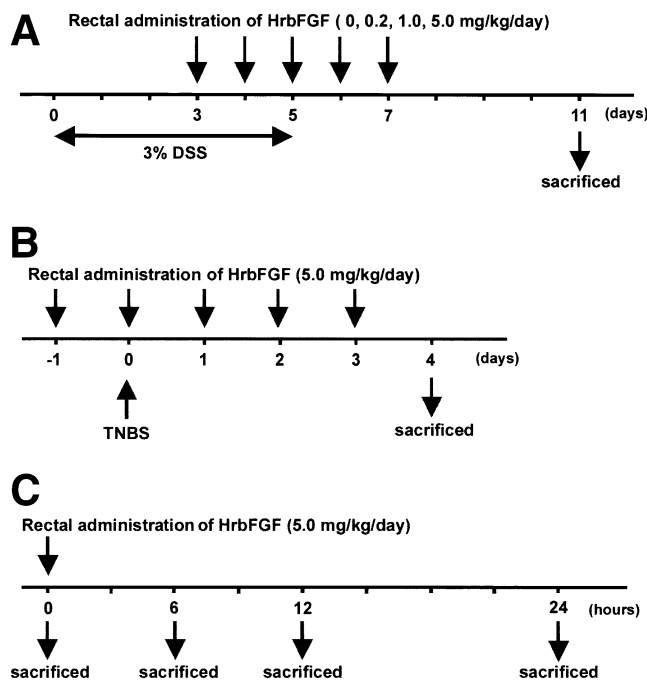 A
Rectal administration of HrbFGF ( 0, 0.2, 1.0, 5.0 mg/kg/day)
0 3 5 7 11 (days)
3% DSS
sacrificed
B
Rectal administration of HrbFGF (5.0 mg/kg/day)
-1 0 1 2 3 4 (days)
TNBS
sacrificed
C
Rectal administration of HrbFGF (5.0 mg/kg/day)
0 6 12 24 (hours)
sacrificed sacrificed sacrificed sacrificed